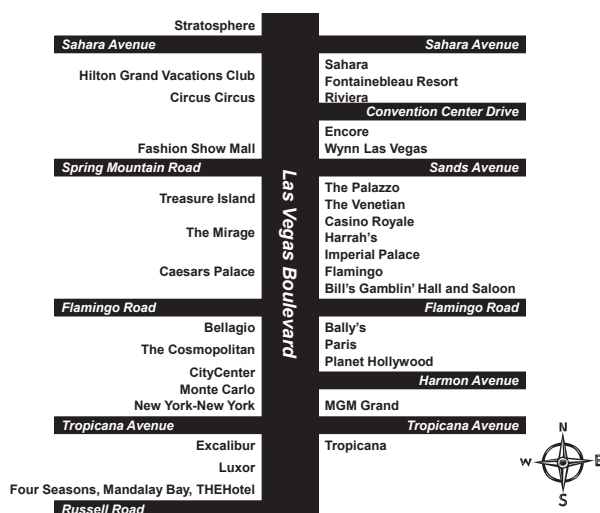 Stratosphere
Sahara Avenue
Sahara Avenue
Sahara
Hilton Grand Vacations Club
Fontainebleau Resort
Circus Circus
Riviera
Convention Center Drive
Encore
Fashion Show Mall
Wynn Las Vegas
Spring Mountain Road
Sands Avenue
Las Vegas Boulevard
Treasure Island
The Palazzo
The Venetian
Casino Royale
The Mirage
Harrah's
Imperial Palace
Caesars Palace
Flamingo
Bill's Gamblin' Hall and Saloon
Flamingo Road
Flamingo Road
Bellagio
Bally's
The Cosmopolitan
Paris
Planet Hollywood
CityCenter
Harmon Avenue
Monte Carlo
New York-New York
MGM Grand
Tropicana Avenue
Tropicana Avenue
Excalibur
Tropicana
Luxor
Four Seasons, Mandalay Bay, THEHotel
Russell Road
N
W
E
S